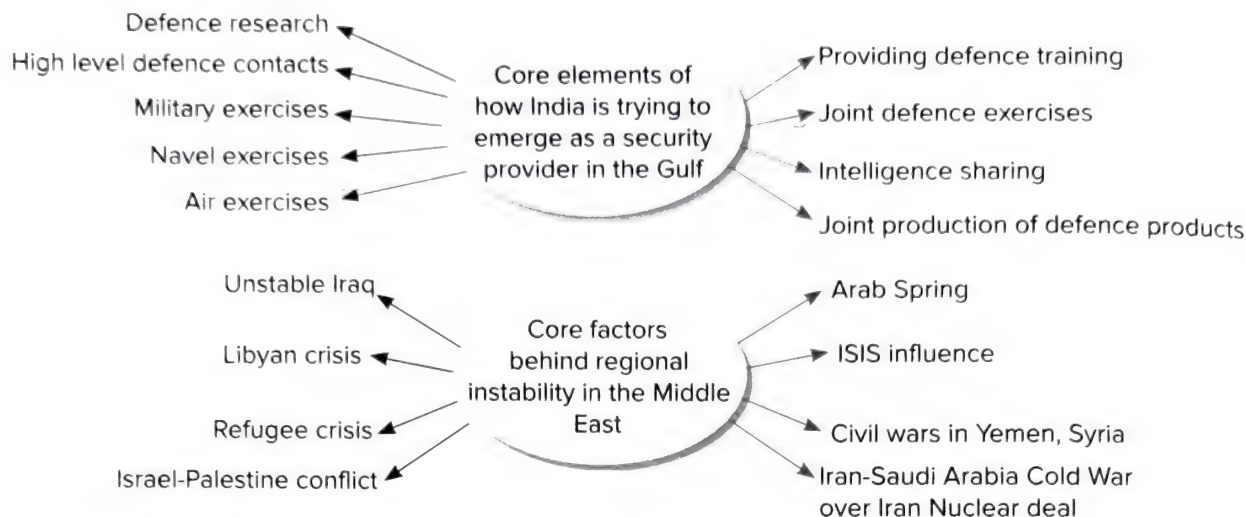 Defence research
High level defence contacts
Military exercises
Navel exercises
Air exercises
Core elements of
how India is trying to
emerge as a security
provider in the Gulf
Providing defence training
Joint defence exercises
Intelligence sharing
Joint production of defence products
Unstable Iraq
Libyan crisis
Refugee crisis
Israel-Palestine conflict
Core factors
behind regional
instability in the Middle
East
Arab Spring
ISIS influence
Civil wars in Yemen, Syria
Iran-Saudi Arabia Cold War
over Iran Nuclear deal